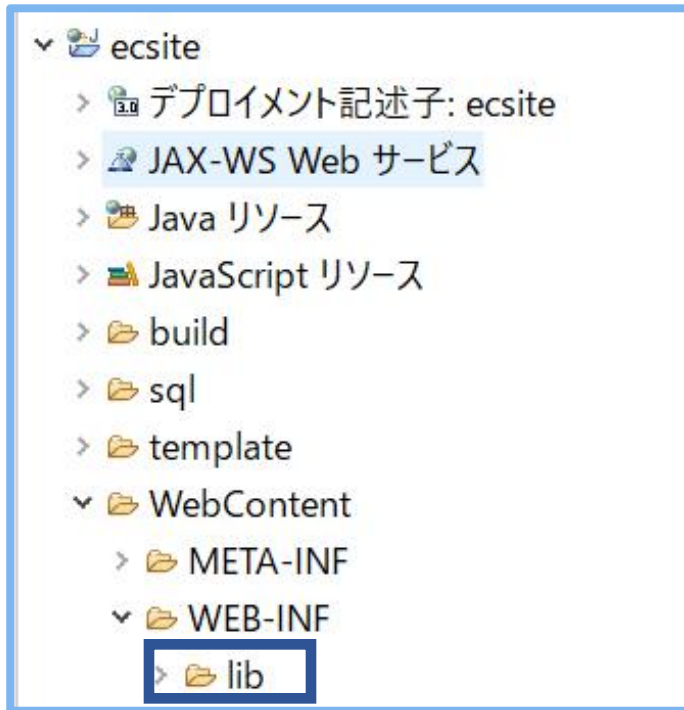 ecsite
デプロイメント記述子: ecsite
JAX-WS Web サービス
Java リソース
JavaScript リソース
build
sql
template
WebContent
META-INF
WEB-INF
lib